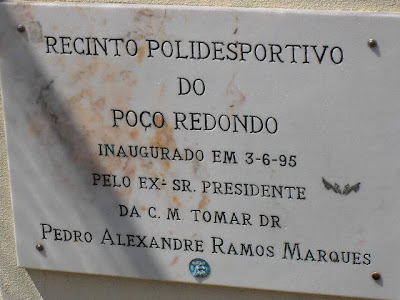 RECINTO POLIDESPORTIVO
DO
POÇO REDONDO
INAUGURADO EM 3-6-95
PELO EXº SR. PRESIDENTE
DA C. M TOMAR DR
PEDRO ALEXANDRE RAMOS MARQUES